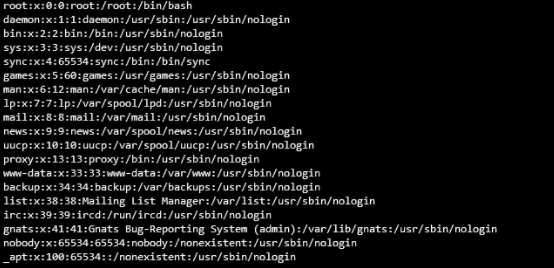 root:x:0:0:root:/root:/bin/bash
daemon:x:1:1:daemon:/usr/sbin:/usr/sbin/nologin
bin:x:2:2:bin:/bin:/usr/sbin/nologin
sys:x:3:3:sys:/dev:/usr/sbin/nologin
sync:x:4:65534:sync:/bin:/bin/sync
games:x:5:60:games:/usr/games:/usr/sbin/nologin
man:x:6:12:man:/var/cache/man:/usr/sbin/nologin
lp:x:7:7:lp:/var/spool/lpd:/usr/sbin/nologin
mail:x:8:8:mail:/var/mail:/usr/sbin/nologin
news:x:9:9:news:/var/spool/news:/usr/sbin/nologin
uucp:x:10:10:uucp:/var/spool/uucp:/usr/sbin/nologin
proxy:x:13:13:proxy:/bin:/usr/sbin/nologin
www-data:x:33:33:www-data:/var/www:/usr/sbin/nologin
backup:x:34:34:backup:/var/backups:/usr/sbin/nologin
list:x:38:38:Mailing List Manager:/var/list:/usr/sbin/nologin
irc:x:39:39:ircd:/run/ircd:/usr/sbin/nologin
gnats:x:41:41:Gnats Bug-Reporting System (admin):/var/lib/gnats:/usr/sbin/nologin
nobody:x:65534:65534:nobody:/nonexistent:/usr/sbin/nologin
_apt:x:100:65534::/nonexistent:/usr/sbin/nologin